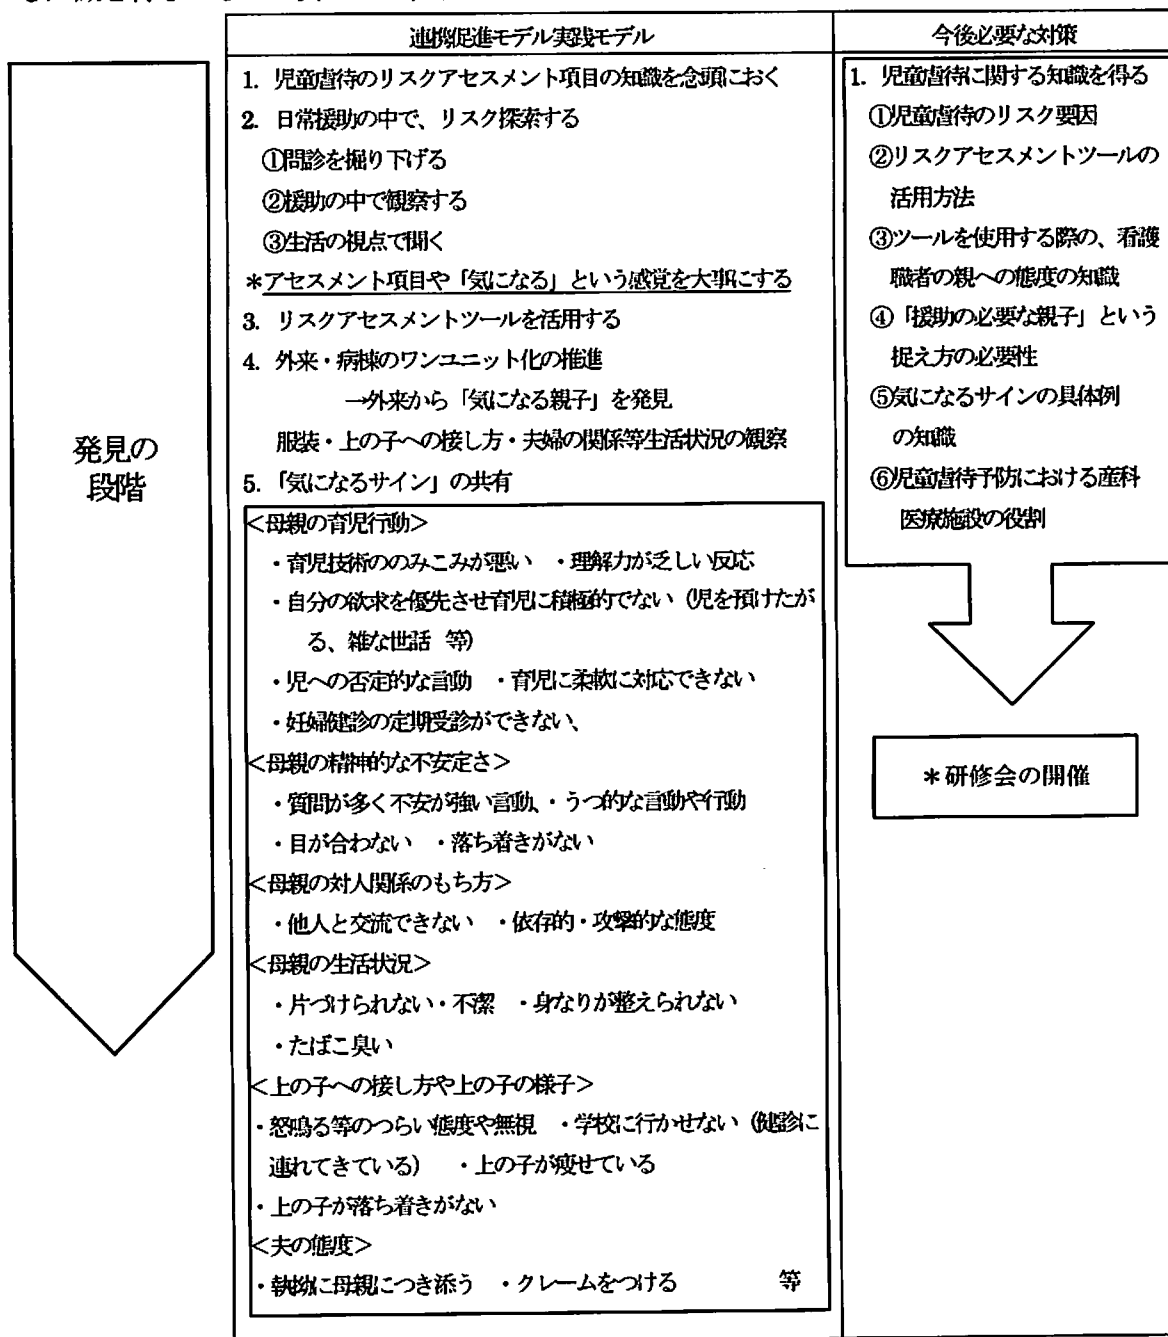 連携促進モデル実践モデル
今後必要な対策
発見の
段階
1. 児童虐待のリスクアセスメント項目の知識を念頭におく
2. 日常援助の中で、リスク探索する
①問診を掘り下げる
②援助の中で観察する
③生活の視点で聞く
*アセスメント項目や「気になる」という感覚を大事にする
3. リスクアセスメントツールを活用する
4. 外来・病棟のワンユニット化の推進
→外来から「気になる親子」を発見
服装・上の子への接し方・夫婦の関係等生活状況の観察
5. 「気になるサイン」の共有
<母親の育児行動>
・育児技術ののみこみが悪い ・理解力が乏しい反応
・自分の欲求を優先させ育児に積極的でない (児を預けたが
る、雑な世話 等)
・児への否定的な言動 ・育児に柔軟に対応できない
・妊婦健診の定期受診ができない、
<母親の精神的な不安定さ>
・質問が多く不安が強い言動、・うつ的な言動や行動
・目が合わない ・落ち着きがない
<母親の対人関係のもち方>
・他人と交流できない ・依存的・攻撃的な態度
<母親の生活状況>
・片づけられない・不潔 ・身なりが整えられない
・たばこ臭い
<上の子への接し方や上の子の様子>
・怒鳴る等のつらい態度や無視 ・学校に行かせない (健診に
連れてきている) ・上の子が痩せている
・上の子が落ち着きがない
<夫の態度>
・執拗に母親につき添う ・クレームをつける 等
1. 児童虐待に関する知識を得る
①児童虐待のリスク要因
②リスクアセスメントツールの
活用方法
③ツールを使用する際の、看護
職者の親への態度の知識
④「援助の必要な親子」という
捉え方の必要性
⑤気になるサインの具体例
の知識
⑥児童虐待予防における産科
医療施設の役割
*研修会の開催